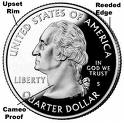 Upset Rim
Reeded Edge
UNITED STATES OF AMERICA
LIBERTY
IN GOD WE TRUST
S
QUARTER DOLLAR
Cameo Proof